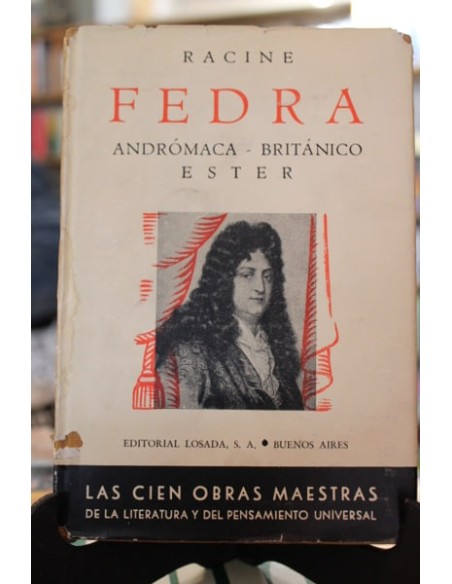 RACINE
FEDRA
ANDRÓMACA - BRITÁNICO
ESTER
EDITORIAL LOSADA, S. A. • BUENOS AIRES
LAS CIEN OBRAS MAESTRAS
DE LA LITERATURA Y DEL PENSAMIENTO UNIVERSAL